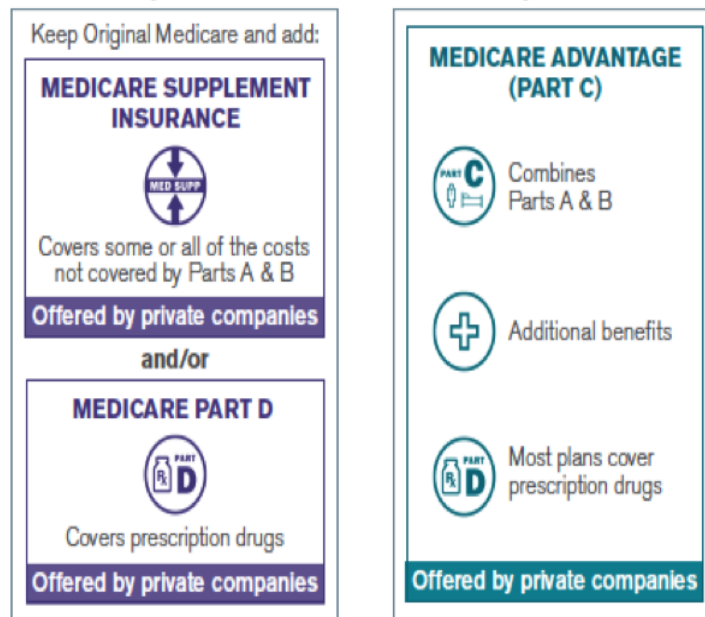 Keep Original Medicare and add:
MEDICARE SUPPLEMENT
INSURANCE
MED SUPP
Covers some or all of the costs
not covered by Parts A & B
Offered by private companies
and/or
MEDICARE PART D
PART
D
Rx
Covers prescription drugs
Offered by private companies
MEDICARE ADVANTAGE
(PART C)
PART C
Combines
Parts A & B
Additional benefits
PART
D
Rx
Most plans cover
prescription drugs
Offered by private companies